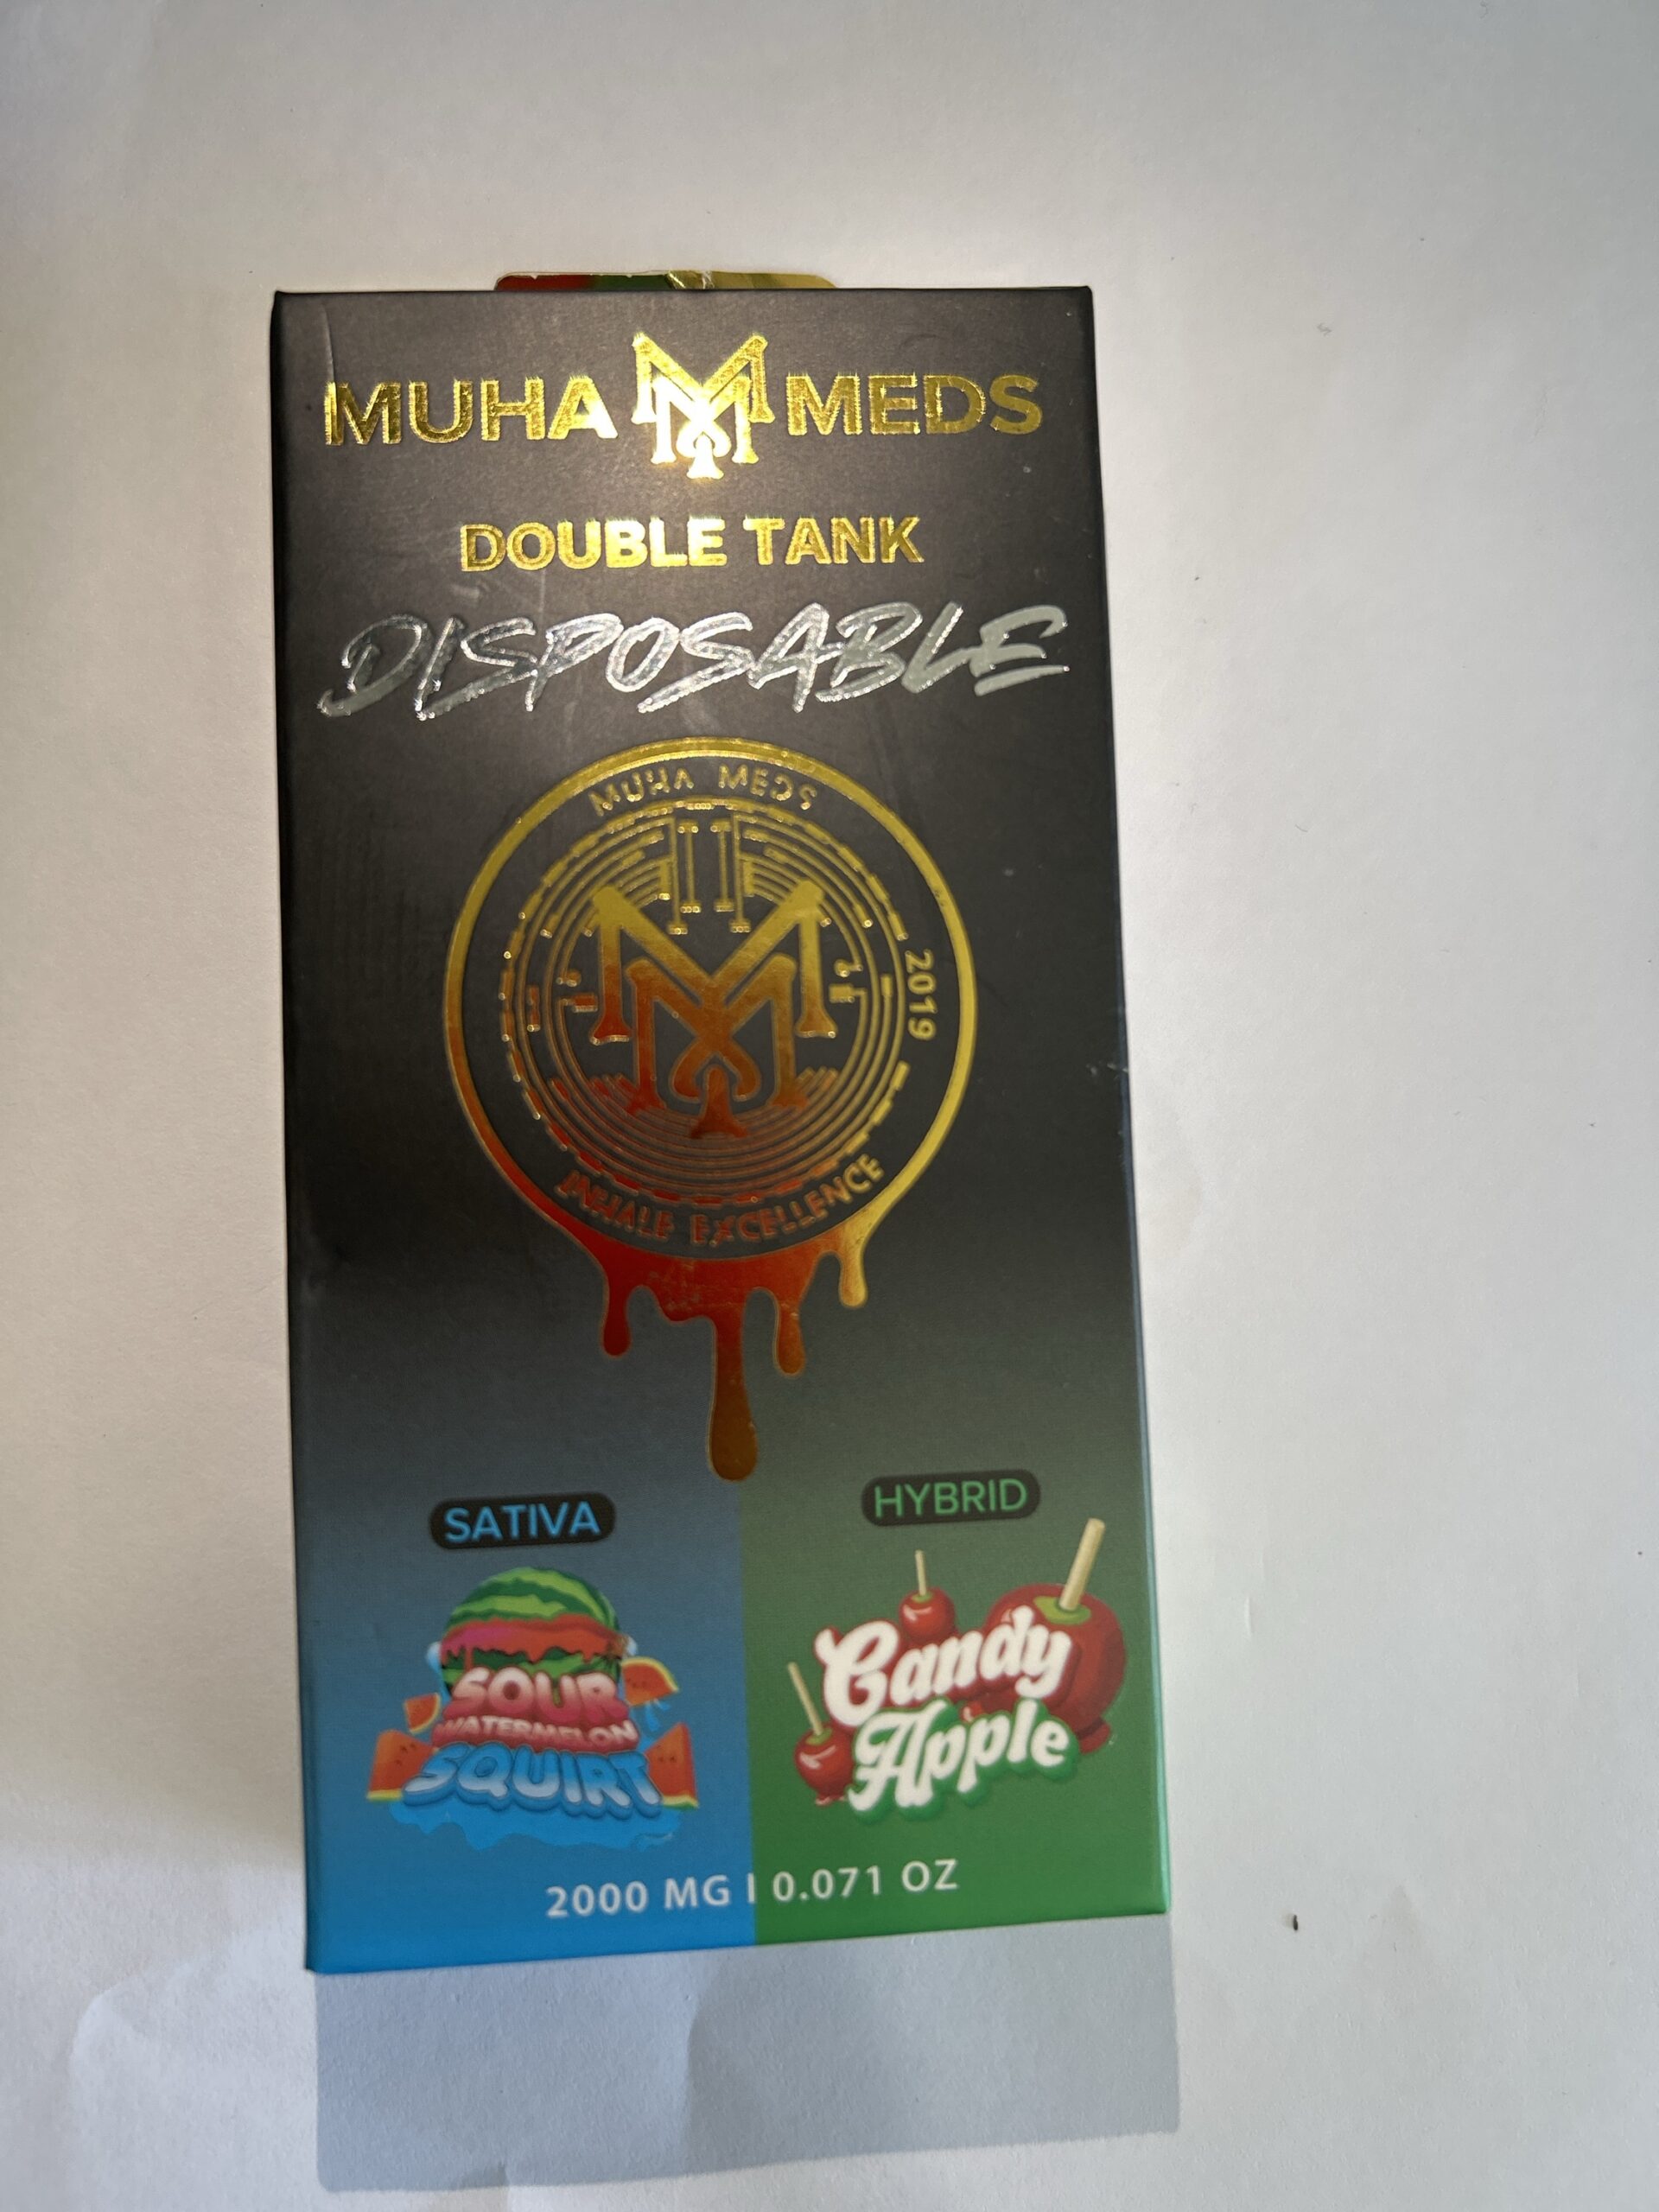 MUHA MEDS
DOUBLE TANK
DISPOSABLE
MUHA MEDS
2019
INHALE EXCELLENCE
SATIVA
HYBRID
SOUR
WATERMELON
SQUIRT
Candy
Apple
2000 MG I 0.071 OZ